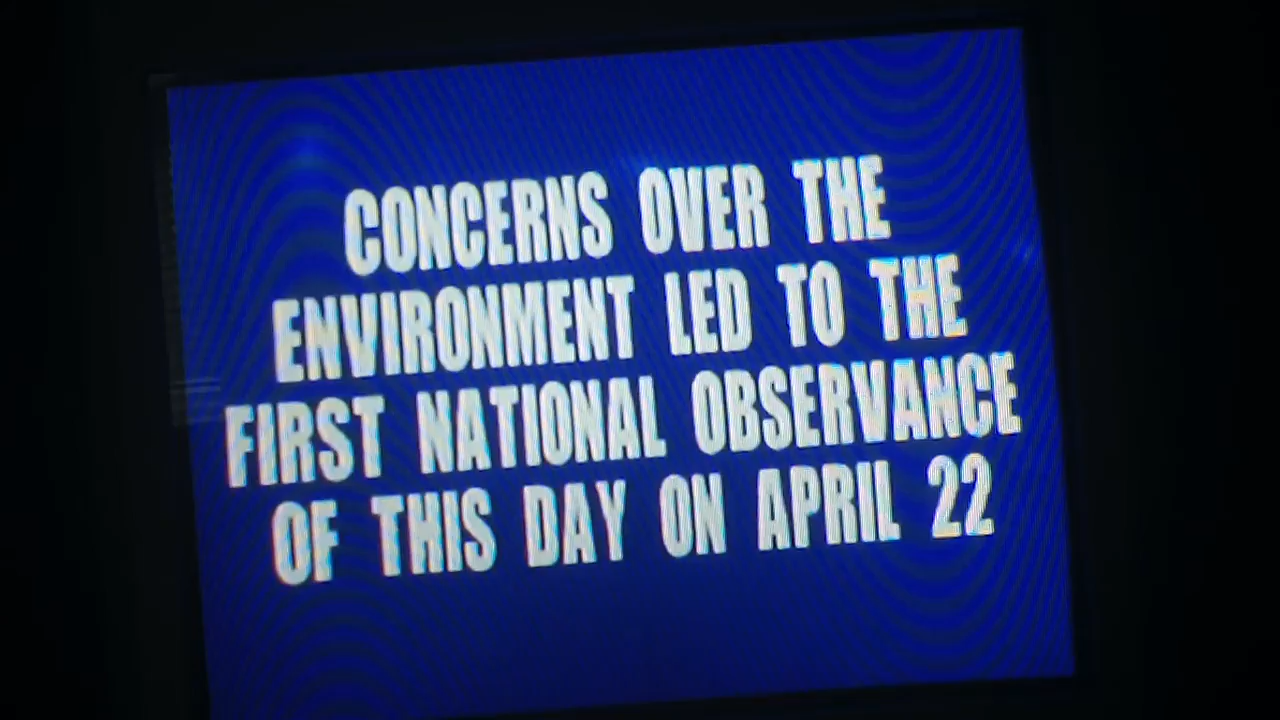 CONCERNS OVER THE
ENVIRONMENT LED TO THE
FIRST NATIONAL OBSERVANCE
OF THIS DAY ON APRIL 22